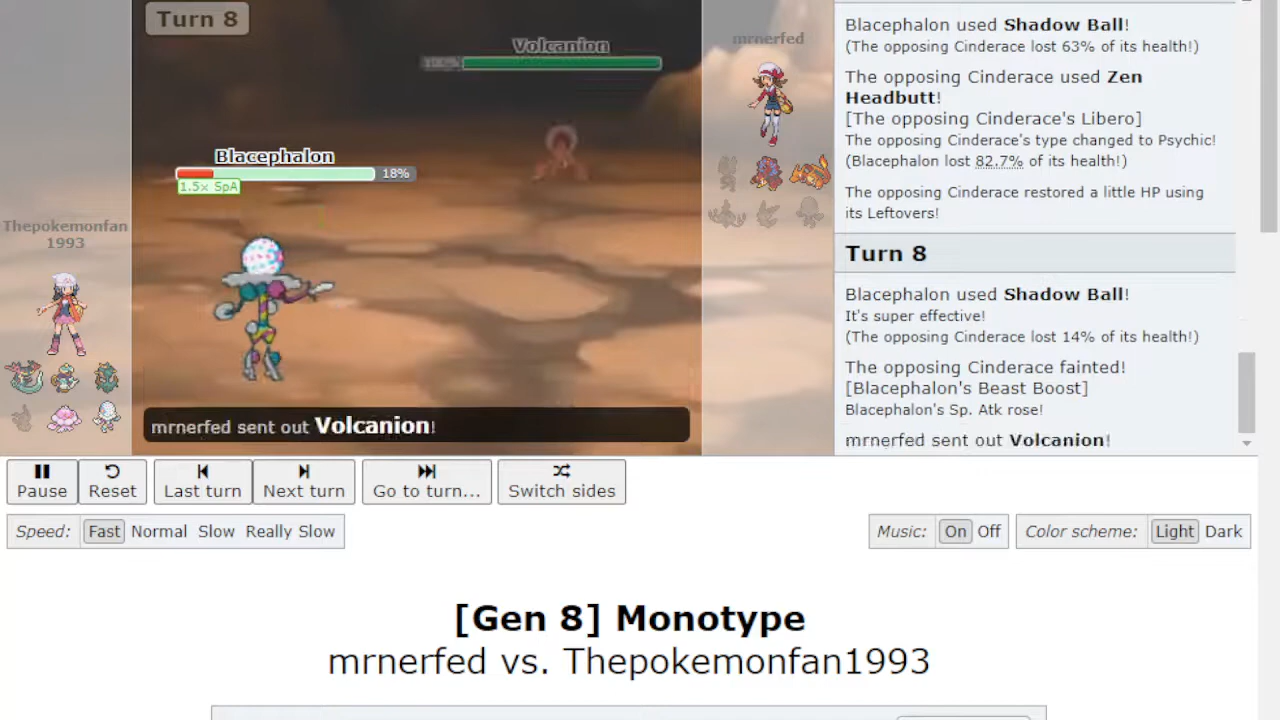 Turn 8
Volcanion
Blacephalon
18%
1.5× SpA
mrnerfed sent out Volcanion!
Thepokemonfan
1993
mrnerfed
Blacephalon used Shadow Ball!
(The opposing Cinderace lost 63% of its health!)
The opposing Cinderace used Zen
Headbutt!
[The opposing Cinderace's Libero]
The opposing Cinderace's type changed to Psychic!
(Blacephalon lost 82.7% of its health!)
The opposing Cinderace restored a little HP using
its Leftovers!
Turn 8
Blacephalon used Shadow Ball!
It's super effective!
(The opposing Cinderace lost 14% of its health!)
The opposing Cinderace fainted!
[Blacephalon's Beast Boost]
Blacephalon's Sp. Atk rose!
mrnerfed sent out Volcanion!
Pause Reset Last turn Next turn Go to turn... Switch sides
Speed: Fast Normal Slow Really Slow Music: On Off Color scheme: Light Dark
[Gen 8] Monotype
mrnerfed vs. Thepokemonfan1993